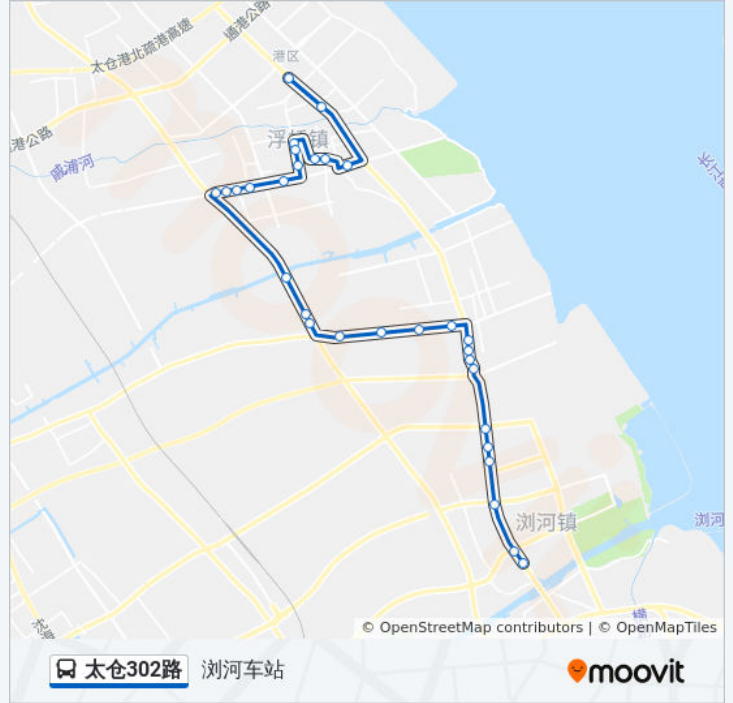 太仓港北疏港高速
通港公路
港区
浮桥镇
港公路
戚浦河
长江
浏河镇
浏河
沈海
© OpenStreetMap contributors | © OpenMapTiles
太仓302路 浏河车站
moovit